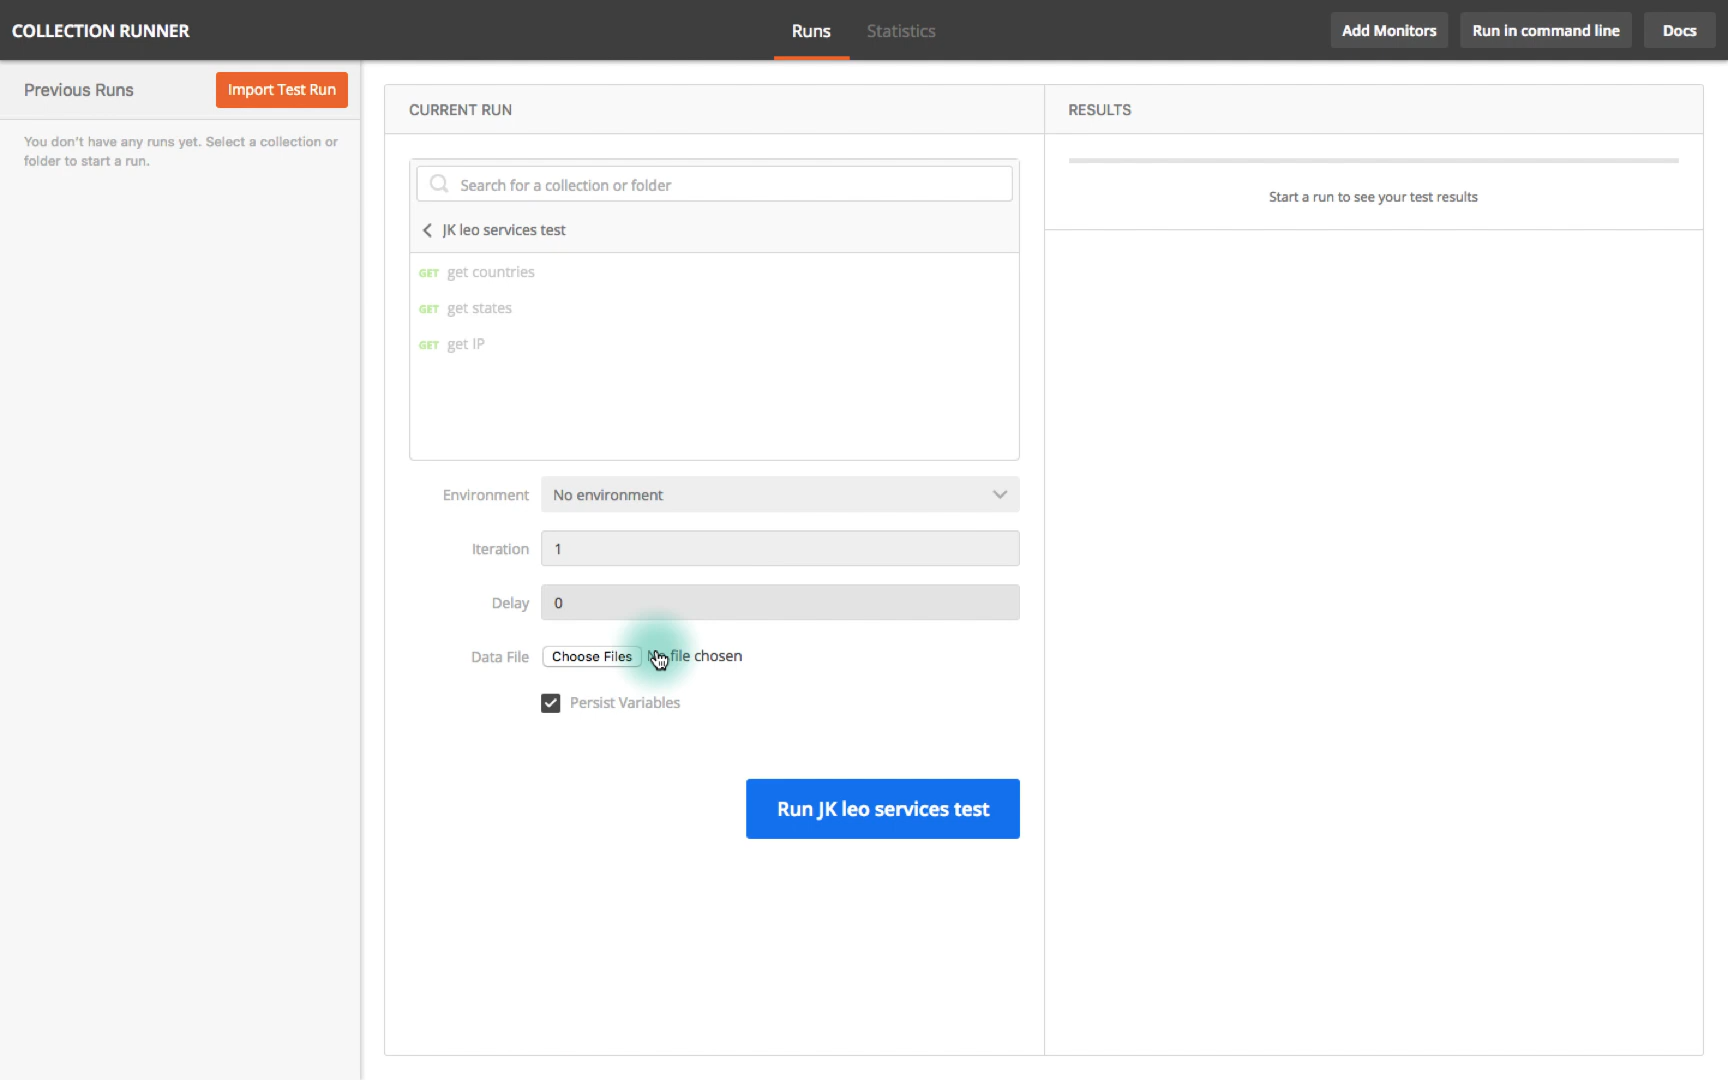 COLLECTION RUNNER
Runs
Statistics
Add Monitors
Run in command line
Docs
Previous Runs
Import Test Run
You don't have any runs yet. Select a collection or
folder to start a run.
CURRENT RUN
RESULTS
Search for a collection or folder
JK leo services test
GET get countries
GET get states
GET get IP
Start a run to see your test results
Environment No environment
Iteration 1
Delay 0
Data File Choose Files No file chosen
Persist Variables
Run JK leo services test